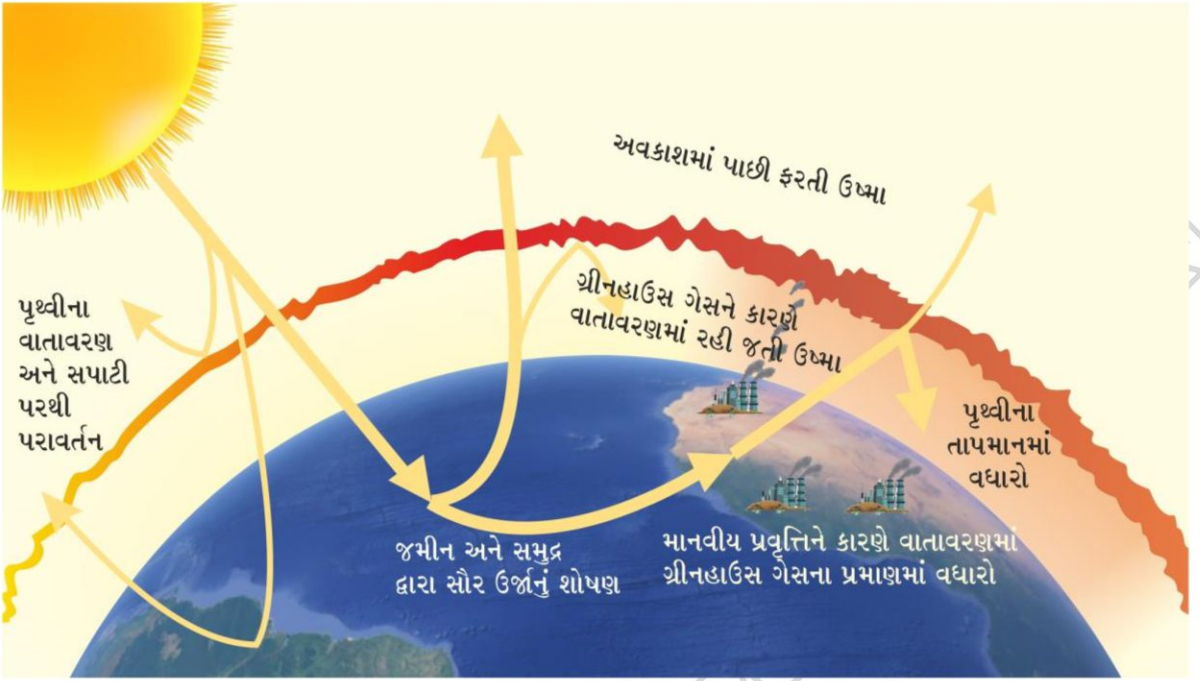 અવકાશમાં પાછી ફરતી ઉષ્મા
પૃથ્વીના
વાતાવરણ
અને સપાટી
પરથી
પરાવર્તન
ગ્રીનહાઉસ ગેસને કારણે
વાતાવરણમાં રહી જતી ઉષ્મા
પૃથ્વીના
તાપમાનમાં
વધારો
જમીન અને સમુદ્ર
દ્વારા સૌર ઉર્જાનું શોષણ
માનવીય પ્રવૃત્તિને કારણે વાતાવરણમાં
ગ્રીનહાઉસ ગેસના પ્રમાણમાં વધારો